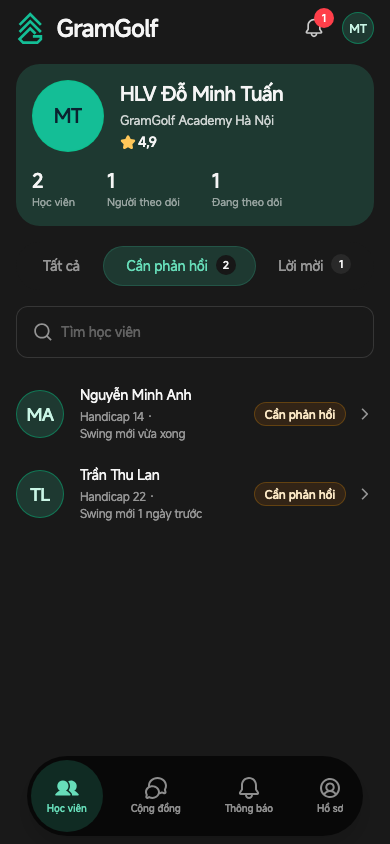 GramGolf
1
MT
MT
HLV Đỗ Minh Tuấn
GramGolf Academy Hà Nội
4,9
2
1
1
Học viên
Người theo dõi
Đang theo dõi
Tất cả
Cần phản hồi 2
Lời mời 1
Tìm học viên
MA
Nguyễn Minh Anh
Handicap 14 ·
Swing mới vừa xong
Cần phản hồi
TL
Trần Thu Lan
Handicap 22 ·
Swing mới 1 ngày trước
Cần phản hồi
Học viên
Cộng đồng
Thông báo
Hồ sơ